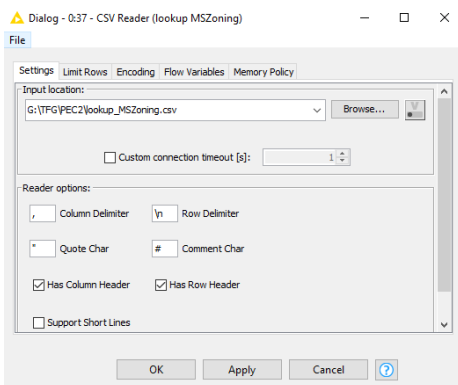 Dialog - 0:37 - CSV Reader (lookup MSZoning)
File
Settings Limit Rows Encoding Flow Variables Memory Policy
Input location:
G:\TFG\PEC2\lookup_MSZoning.csv Browse... V
Custom connection timeout [s]: 1
Reader options:
, Column Delimiter \n Row Delimiter
" Quote Char # Comment Char
Has Column Header Has Row Header
Support Short Lines
OK Apply Cancel ?